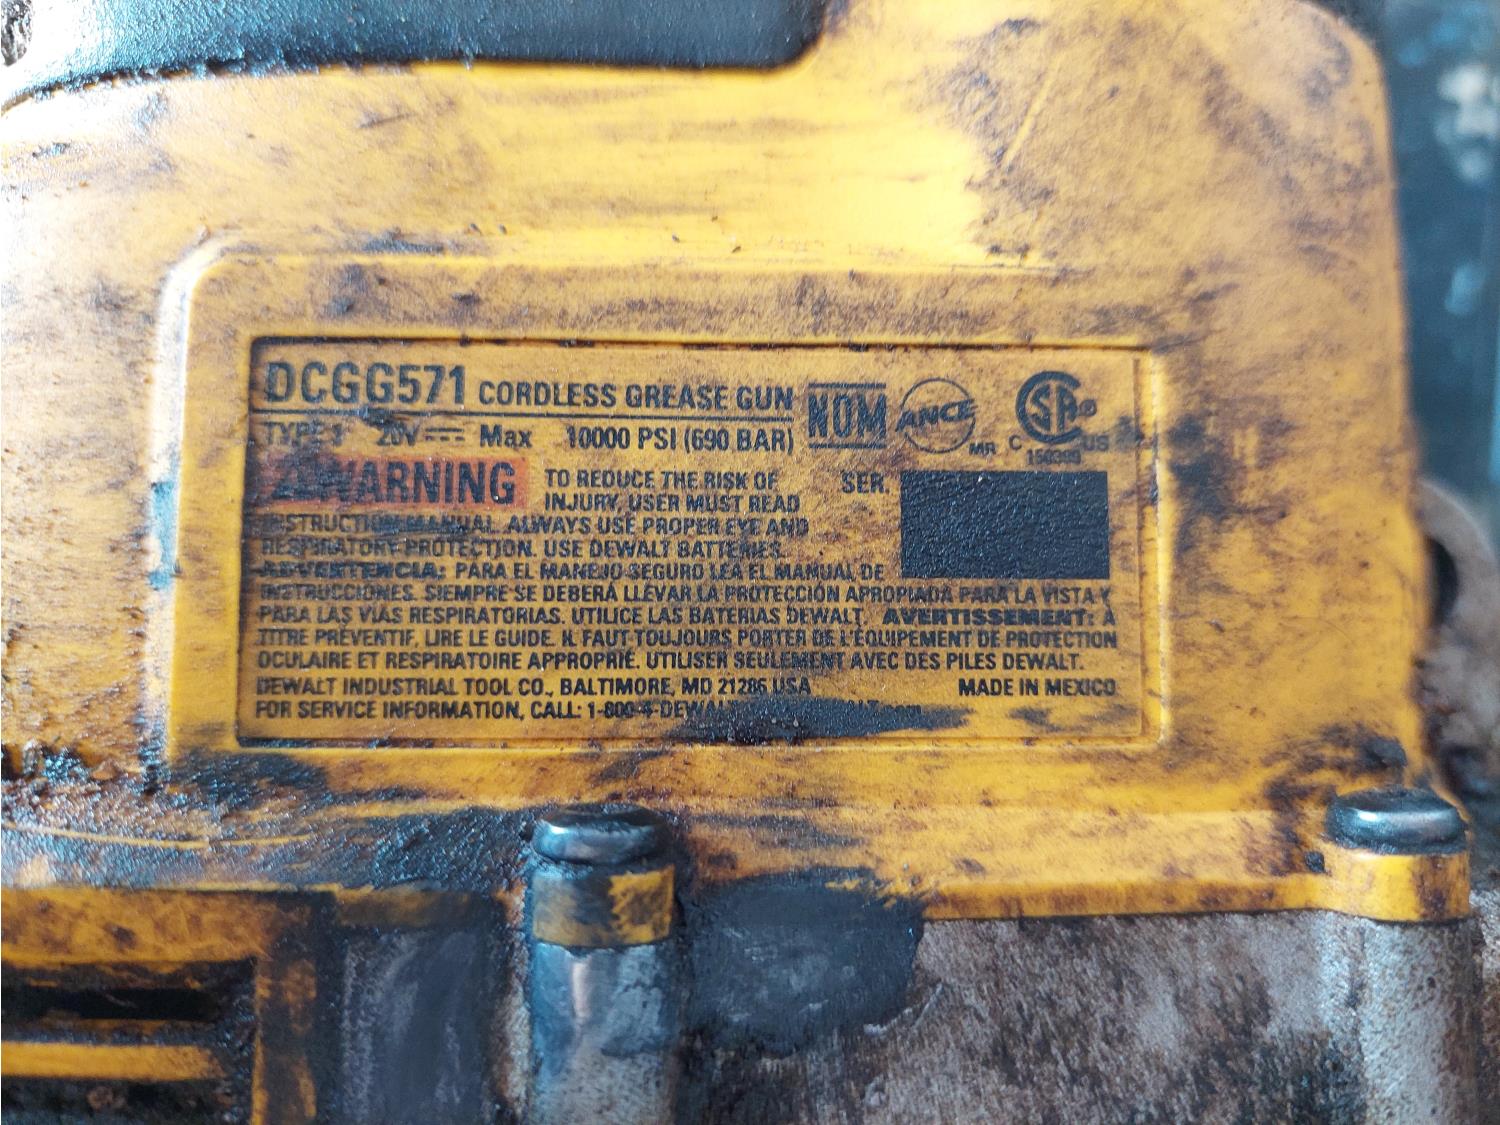 DCGG571 CORDLESS GREASE GUN
TYPE 1 20V Max 10000 PSI (690 BAR)
NOM
ANCE
MR
CSA®
C US
WARNING
TO REDUCE THE RISK OF
INJURY, USER MUST READ
INSTRUCTION MANUAL. ALWAYS USE PROPER EYE AND
RESPIRATORY PROTECTION. USE DEWALT BATTERIES.
SER.
ADVERTENCIA: PARA EL MANEJO SEGURO LEA EL MANUAL DE
INSTRUCCIONES. SIEMPRE SE DEBERÁ LLEVAR LA PROTECCIÓN APROPIADA PARA LA VISTA Y
PARA LAS VÍAS RESPIRATORIAS. UTILICE LAS BATERÍAS DEWALT. AVERTISSEMENT: À
TITRE PRÉVENTIF, LIRE LE GUIDE. IL FAUT TOUJOURS PORTER DE L'ÉQUIPEMENT DE PROTECTION
OCULAIRE ET RESPIRATOIRE APPROPRIÉ. UTILISER SEULEMENT AVEC DES PILES DEWALT.
DEWALT INDUSTRIAL TOOL CO., BALTIMORE, MD 21286 USA MADE IN MEXICO
FOR SERVICE INFORMATION, CALL: 1-800-4-DEWALT